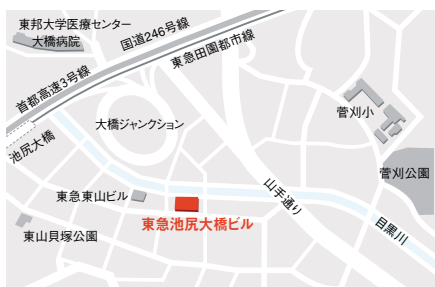 東邦大学医療センター
大橋病院
国道246号線
東急田園都市線
首都高速3号線
大橋ジャンクション
菅刈小
池尻大橋
菅刈公園
東急東山ビル
山手通り
東急池尻大橋ビル
目黒川
東山貝塚公園